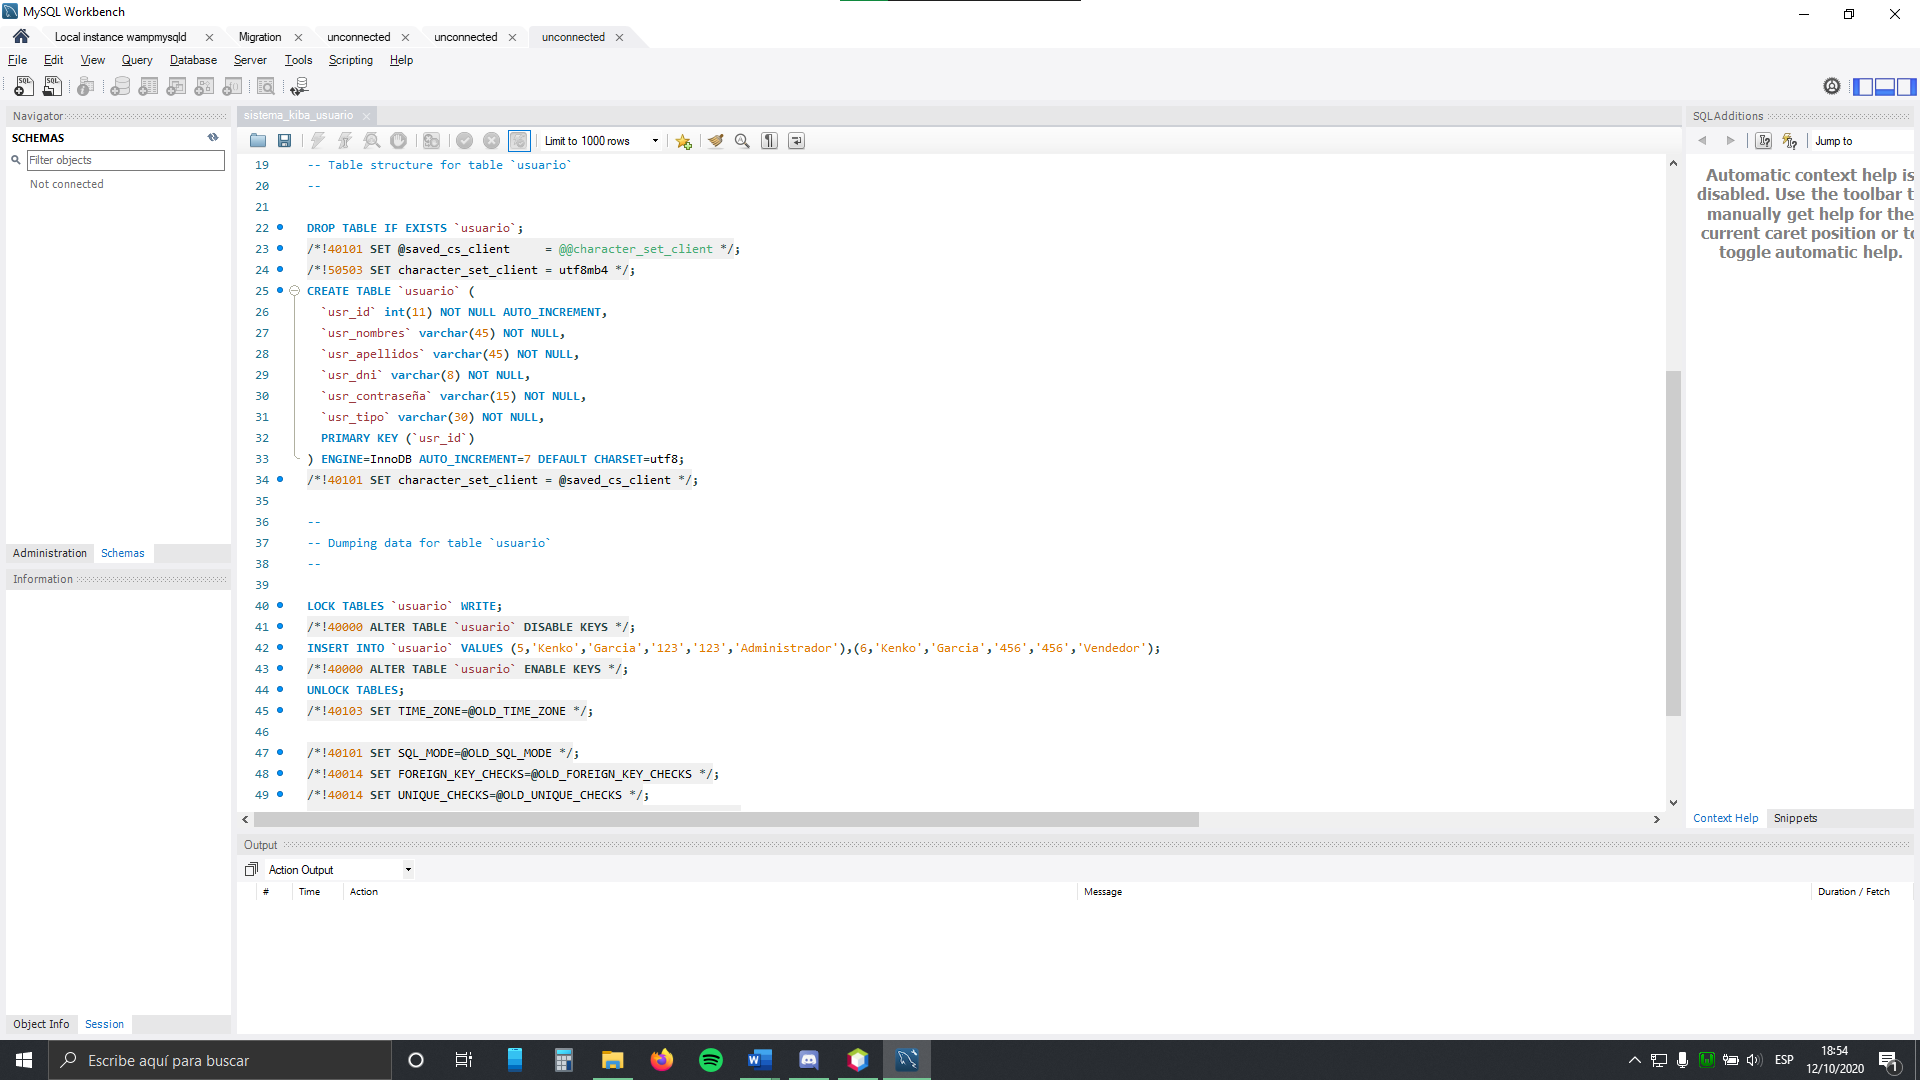 MySQL Workbench
Local instance wampmysqld
Migration
unconnected
unconnected
unconnected
File Edit View Query Database Server Tools Scripting Help
Navigator
SCHEMAS
Filter objects
Not connected
Administration Schemas
Information
Object Info Session
sistema_kiba_usuario
Limit to 1000 rows
19 -- Table structure for table `usuario`
20 --
21
22 DROP TABLE IF EXISTS `usuario`;
23 /*!40101 SET @saved_cs_client     = @@character_set_client */;
24 /*!50503 SET character_set_client = utf8mb4 */;
25 CREATE TABLE `usuario` (
26   `usr_id` int(11) NOT NULL AUTO_INCREMENT,
27   `usr_nombres` varchar(45) NOT NULL,
28   `usr_apellidos` varchar(45) NOT NULL,
29   `usr_dni` varchar(8) NOT NULL,
30   `usr_contraseña` varchar(15) NOT NULL,
31   `usr_tipo` varchar(30) NOT NULL,
32   PRIMARY KEY (`usr_id`)
33 ) ENGINE=InnoDB AUTO_INCREMENT=7 DEFAULT CHARSET=utf8;
34 /*!40101 SET character_set_client = @saved_cs_client */;
35
36 --
37 -- Dumping data for table `usuario`
38 --
39
40 LOCK TABLES `usuario` WRITE;
41 /*!40000 ALTER TABLE `usuario` DISABLE KEYS */;
42 INSERT INTO `usuario` VALUES (5,'Kenko','Garcia','123','123','Administrador'),(6,'Kenko','Garcia','456','456','Vendedor');
43 /*!40000 ALTER TABLE `usuario` ENABLE KEYS */;
44 UNLOCK TABLES;
45 /*!40103 SET TIME_ZONE=@OLD_TIME_ZONE */;
46
47 /*!40101 SET SQL_MODE=@OLD_SQL_MODE */;
48 /*!40014 SET FOREIGN_KEY_CHECKS=@OLD_FOREIGN_KEY_CHECKS */;
49 /*!40014 SET UNIQUE_CHECKS=@OLD_UNIQUE_CHECKS */;
SQLAdditions
Jump to
Automatic context help is
disabled. Use the toolbar t
manually get help for the
current caret position or to
toggle automatic help.
Context Help Snippets
Output
Action Output
# Time Action Message Duration / Fetch
Escribe aquí para buscar
ESP
18:54
12/10/2020
1